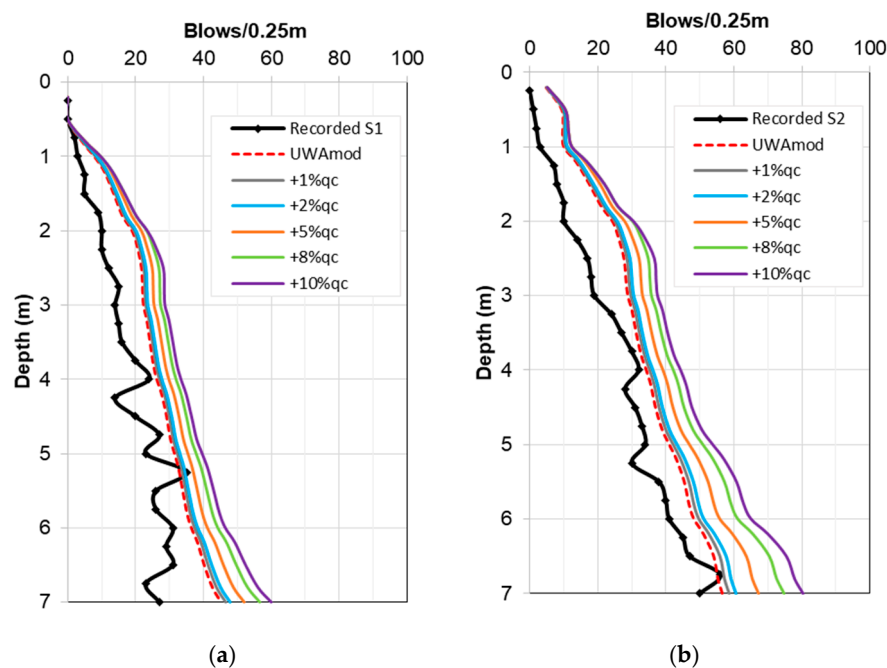 Blows/0.25m
0 20 40 60 80 100
0
1
2
3
4
5
6
7
Depth (m)
Recorded S1
UWAmod
+1%qc
+2%qc
+5%qc
+8%qc
+10%qc
(a)
Blows/0.25m
0 20 40 60 80 100
0
1
2
3
4
5
6
7
Depth (m)
Recorded S2
UWAmod
+1%qc
+2%qc
+5%qc
+8%qc
+10%qc
(b)